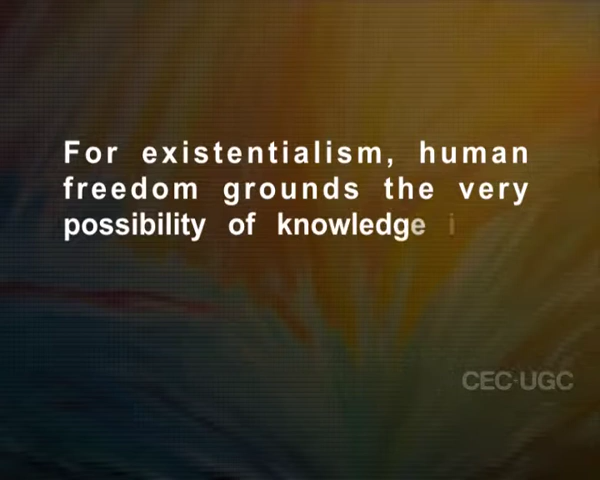 For existentialism, human
freedom grounds the very
possibility of knowledge i
CEC-UGC